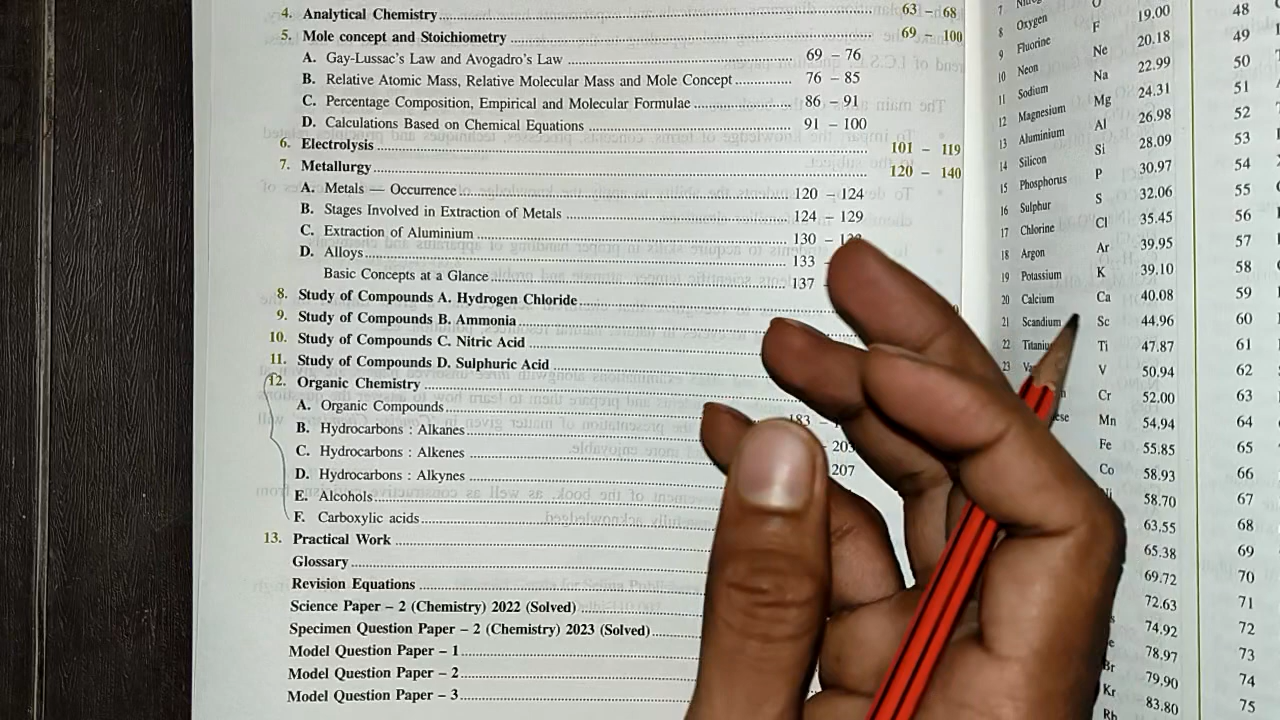 4. Analytical Chemistry 63 – 68
5. Mole concept and Stoichiometry 69 – 100
A. Gay-Lussac's Law and Avogadro's Law 69 – 76
B. Relative Atomic Mass, Relative Molecular Mass and Mole Concept 76 – 85
C. Percentage Composition, Empirical and Molecular Formulae 86 – 91
D. Calculations Based on Chemical Equations 91 – 100
6. Electrolysis 101 – 119
7. Metallurgy 120 – 140
A. Metals — Occurrence 120 – 124
B. Stages Involved in Extraction of Metals 124 – 129
C. Extraction of Aluminium 130 –
D. Alloys 133
Basic Concepts at a Glance 137
8. Study of Compounds A. Hydrogen Chloride
9. Study of Compounds B. Ammonia
10. Study of Compounds C. Nitric Acid
11. Study of Compounds D. Sulphuric Acid
12. Organic Chemistry
A. Organic Compounds
B. Hydrocarbons : Alkanes 183 –
C. Hydrocarbons : Alkenes 203
D. Hydrocarbons : Alkynes 207
E. Alcohols
F. Carboxylic acids
13. Practical Work
Glossary
Revision Equations
Science Paper – 2 (Chemistry) 2022 (Solved)
Specimen Question Paper – 2 (Chemistry) 2023 (Solved)
Model Question Paper – 1
Model Question Paper – 2
Model Question Paper – 3
7 O
8 Oxygen F 19.00
9 Fluorine Ne 20.18
10 Neon Na 22.99
11 Sodium Mg 24.31
12 Magnesium Al 26.98
13 Aluminium Si 28.09
14 Silicon P 30.97
15 Phosphorus S 32.06
16 Sulphur Cl 35.45
17 Chlorine Ar 39.95
18 Argon K 39.10
19 Potassium Ca 40.08
20 Calcium Sc 44.96
21 Scandium Ti 47.87
22 V 50.94
23 Cr 52.00
Mn 54.94
Fe 55.85
Co 58.93
58.70
63.55
65.38
69.72
72.63
74.92
78.97
Br 79.90
Kr 83.80
Rb
48
49
50
51
52
53
54
55
56
57
58
59
60
61
62
63
64
65
66
67
68
69
70
71
72
73
74
75